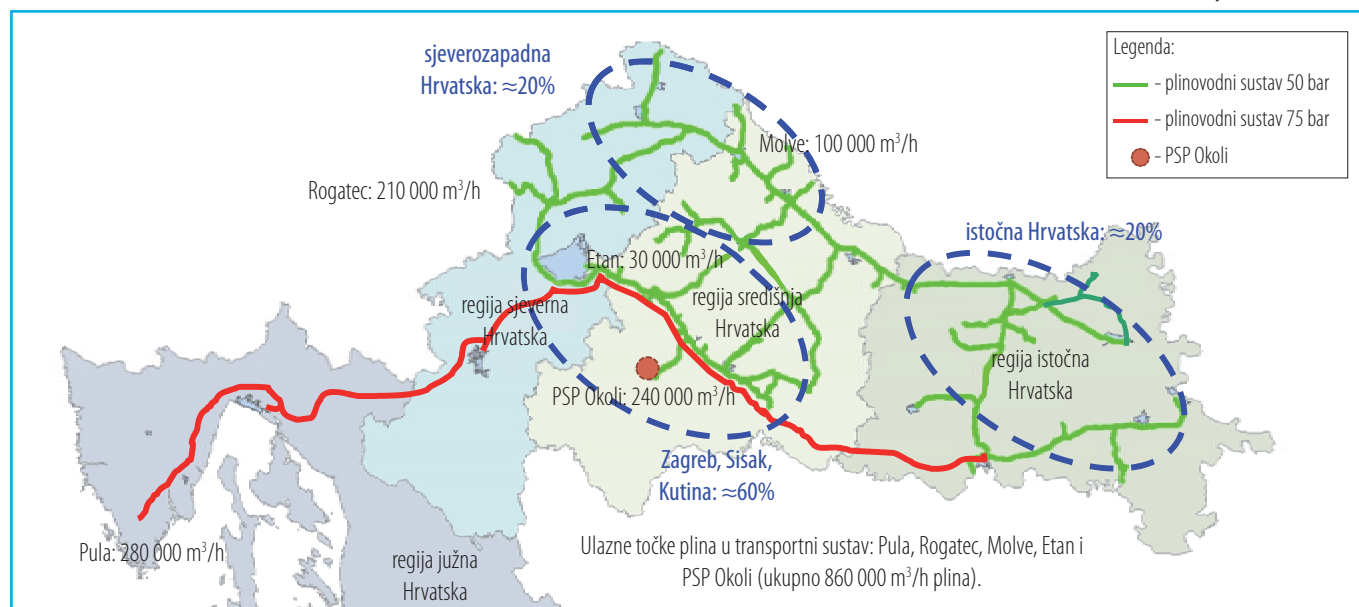 sjeverozapadna
Hrvatska: ≈20%
Legenda:
- plinovodni sustav 50 bar
- plinovodni sustav 75 bar
- PSP Okoli
Molve: 100 000 m³/h
Rogatec: 210 000 m³/h
istočna Hrvatska: ≈20%
Etan: 30 000 m³/h
regija sjeverna
Hrvatska
regija središnja
Hrvatska
regija istočna
Hrvatska
PSP Okoli: 240 000 m³/h
Zagreb, Sisak,
Kutina: ≈60%
Pula: 280 000 m³/h
regija južna
Hrvatska
Ulazne točke plina u transportni sustav: Pula, Rogatec, Molve, Etan i
PSP Okoli (ukupno 860 000 m³/h plina).